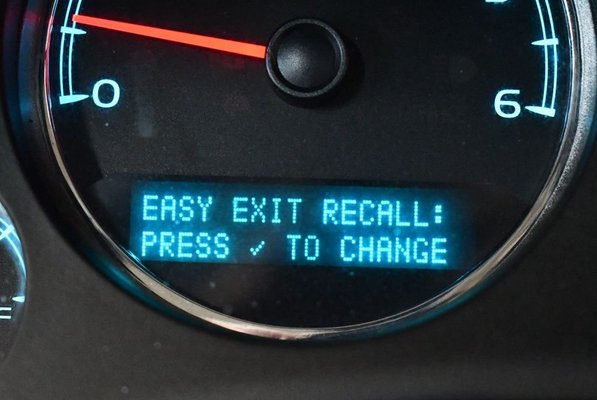 0
6
EASY EXIT RECALL:
PRESS ✓ TO CHANGE